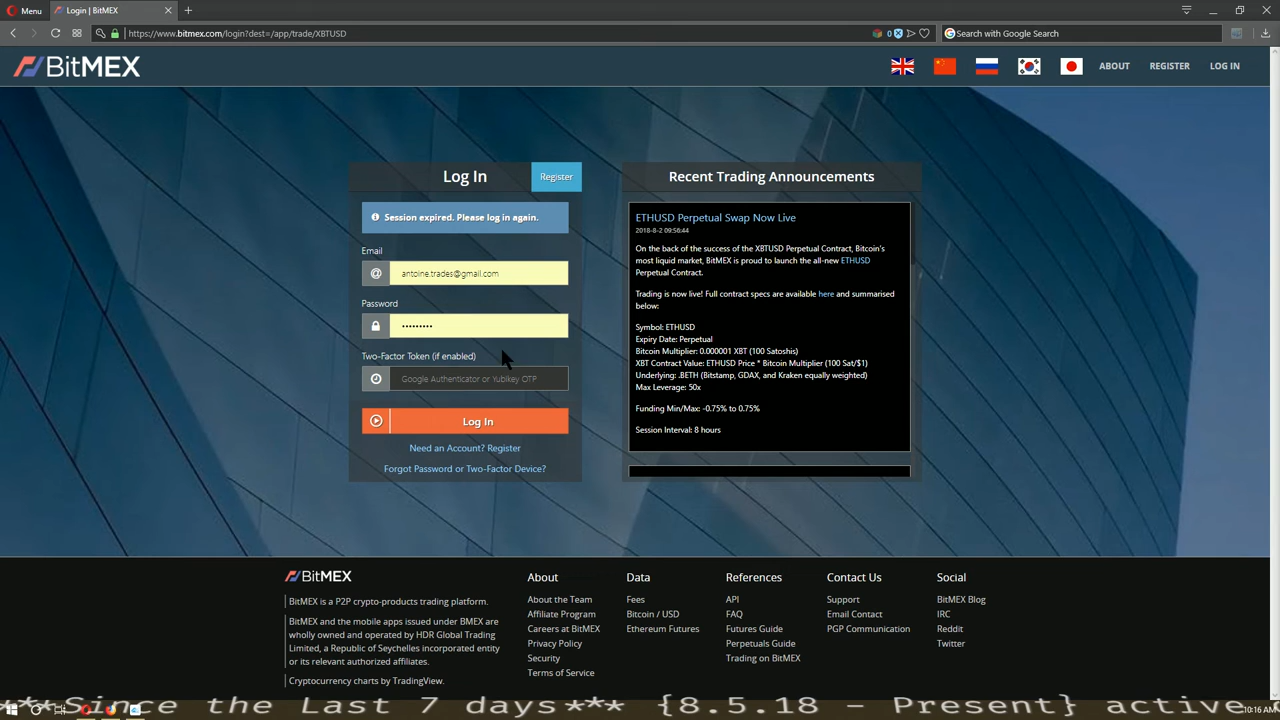 Menu
Login | BitMEX
https://www.bitmex.com/login?dest=/app/trade/XBTUSD
0
Search with Google Search
BitMEX
ABOUT
REGISTER
LOG IN
Log In
Register
Session expired. Please log in again.
Email
antoine.trades@gmail.com
Password
Two-Factor Token (if enabled)
Google Authenticator or Yubikey OTP
Log In
Need an Account? Register
Forgot Password or Two-Factor Device?
Recent Trading Announcements
ETHUSD Perpetual Swap Now Live
2018-8-2 09:56:44
On the back of the success of the XBTUSD Perpetual Contract, Bitcoin's
most liquid market, BitMEX is proud to launch the all-new ETHUSD
Perpetual Contract.
Trading is now live! Full contract specs are available here and summarised
below:
Symbol: ETHUSD
Expiry Date: Perpetual
Bitcoin Multiplier: 0.000001 XBT (100 Satoshis)
XBT Contract Value: ETHUSD Price * Bitcoin Multiplier (100 Sat/$1)
Underlying: .BETH (Bitstamp, GDAX, and Kraken equally weighted)
Max Leverage: 50x
Funding Min/Max: -0.75% to 0.75%
Session Interval: 8 hours
BitMEX
BitMEX is a P2P crypto-products trading platform.
BitMEX and the mobile apps issued under BMEX are
wholly owned and operated by HDR Global Trading
Limited, a Republic of Seychelles incorporated entity
or its relevant authorized affiliates.
Cryptocurrency charts by TradingView.
About
About the Team
Affiliate Program
Careers at BitMEX
Privacy Policy
Security
Terms of Service
Data
Fees
Bitcoin / USD
Ethereum Futures
References
API
FAQ
Futures Guide
Perpetuals Guide
Trading on BitMEX
Contact Us
Support
Email Contact
PGP Communication
Social
BitMEX Blog
IRC
Reddit
Twitter
***Since the Last 7 days*** {8.5.18 - Present} active
10:16 AM